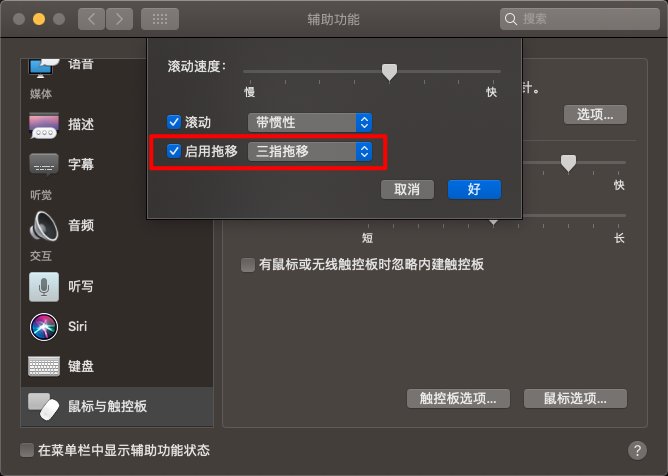 辅助功能
搜索
语音
媒体
描述
字幕
听觉
音频
交互
听写
Siri
键盘
鼠标与触控板
滚动速度：
慢
快
滚动
带惯性
启用拖移
三指拖移
取消
好
针。
选项...
快
短
长
有鼠标或无线触控板时忽略内建触控板
触控板选项...
鼠标选项...
在菜单栏中显示辅助功能状态
?